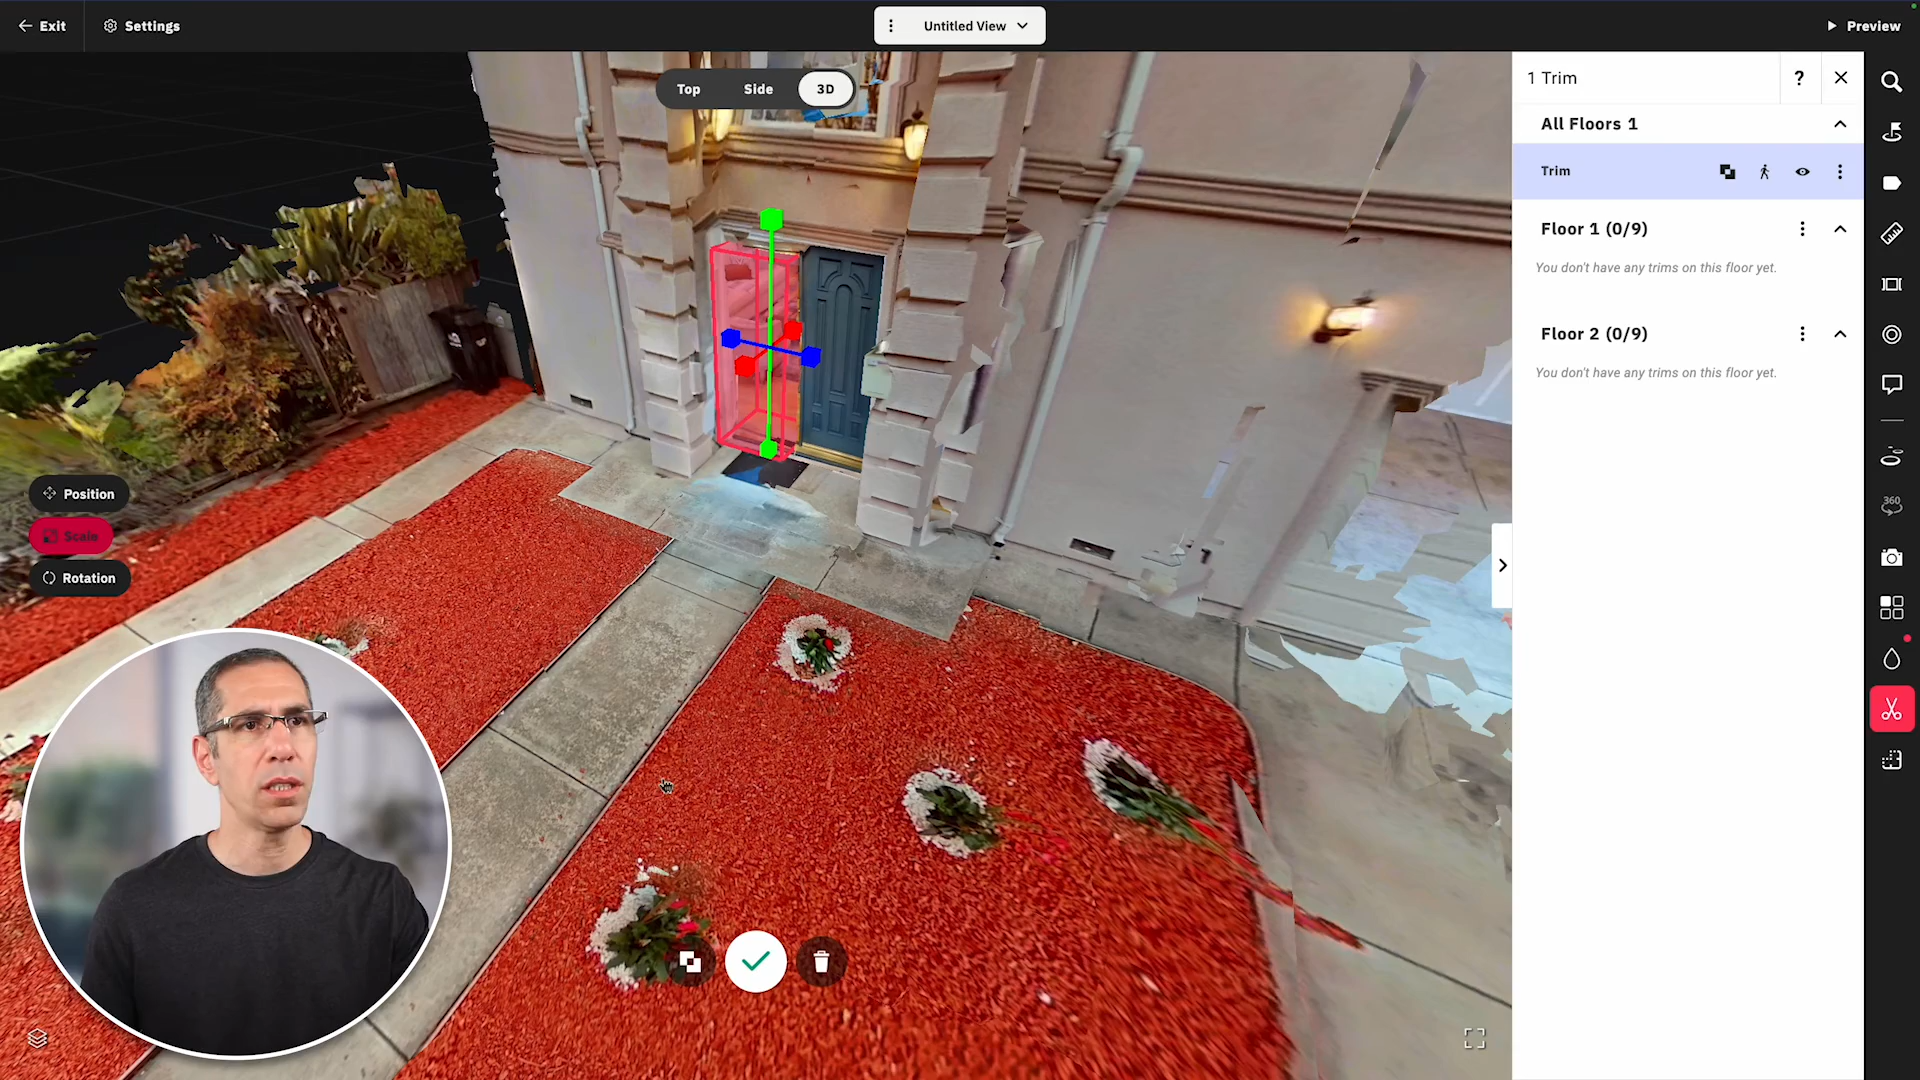 Exit
Settings
Untitled View
Preview
Top
Side
3D
1 Trim
?
All Floors 1
Trim
Floor 1 (0/9)
You don't have any trims on this floor yet.
Floor 2 (0/9)
You don't have any trims on this floor yet.
Position
Scale
Rotation
360